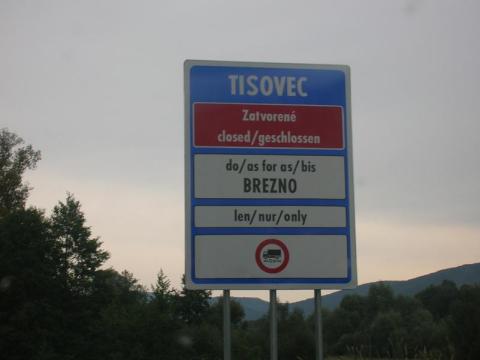 TISOVEC
Zatvorené
closed/geschlossen
do/as for as/bis
BREZNO
len/nur/only